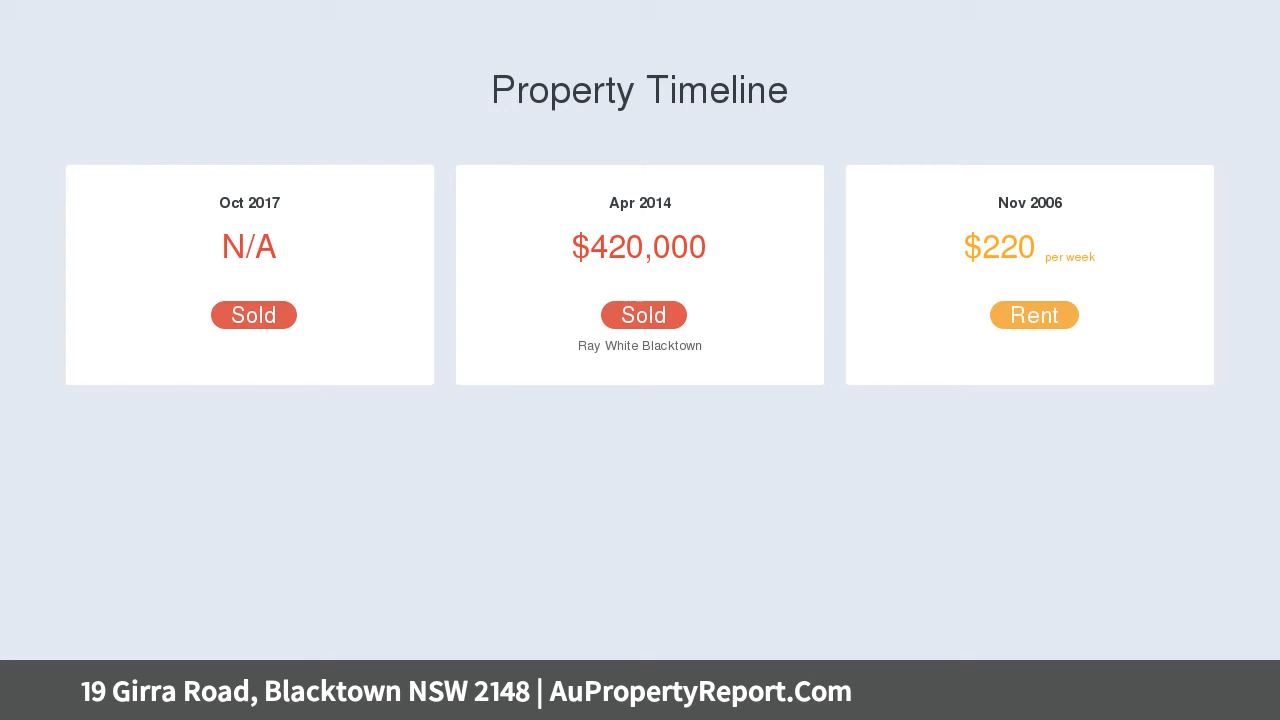 Property Timeline
Oct 2017
N/A
Sold
Apr 2014
$420,000
Sold
Ray White Blacktown
Nov 2006
$220 per week
Rent
19 Girra Road, Blacktown NSW 2148 | AuPropertyReport.Com